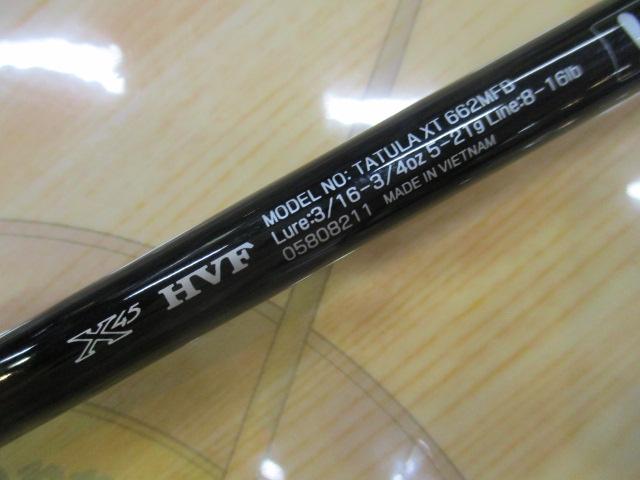 MODEL NO: TATULA XT 662MFB
Lure:3/16-3/4oz 5-21g Line:8-16lb
05808211 MADE IN VIETNAM
X45 HVF